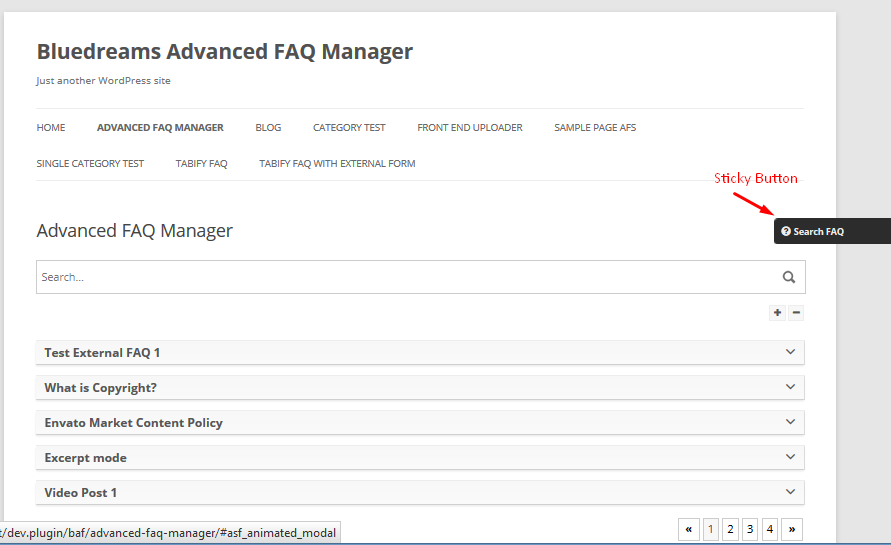 Bluedreams Advanced FAQ Manager
Just another WordPress site
HOME ADVANCED FAQ MANAGER BLOG CATEGORY TEST FRONT END UPLOADER SAMPLE PAGE AFS
SINGLE CATEGORY TEST TABIFY FAQ TABIFY FAQ WITH EXTERNAL FORM
Sticky Button
Search FAQ
Advanced FAQ Manager
Search...
+ −
Test External FAQ 1
What is Copyright?
Envato Market Content Policy
Excerpt mode
Video Post 1
« 1 2 3 4 »
t/dev.plugin/baf/advanced-faq-manager/#asf_animated_modal